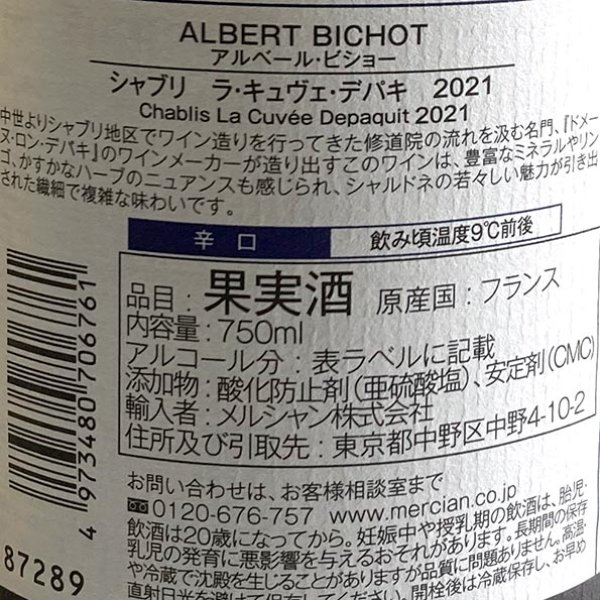 ALBERT BICHOT
アルベール・ビショー
シャブリ ラ・キュヴェ・デパキ 2021
Chablis La Cuvée Depaquit 2021
中世よりシャブリ地区でワイン造りを行ってきた修道院の流れを汲む名門、『ドメー
ヌ・ロン・デパキ』のワインメーカーが造り出すこのワインは、豊富なミネラルやリン
ゴ、かすかなハーブのニュアンスも感じられ、シャルドネの若々しい魅力が引き出
された繊細で複雑な味わいです。
辛口 飲み頃温度9℃前後
品目：果実酒 原産国：フランス
内容量：750ml
アルコール分：表ラベルに記載
添加物：酸化防止剤(亜硫酸塩)、安定剤(CMC)
輸入者：メルシャン株式会社
住所及び引取先：東京都中野区中野4-10-2
4 973480 706761
お問い合わせは、お客様相談室まで
0120-676-757 www.mercian.co.jp
飲酒は20歳になってから。妊娠中や授乳期の飲酒は、胎児・
乳児の発育に悪影響を与えるおそれがあります。長期間の保存
や冷蔵で沈殿を生じることがありますが品質に問題ありません。高温・
直射日光を避けて保存してください。開栓後は冷蔵保存し、お早め
87289